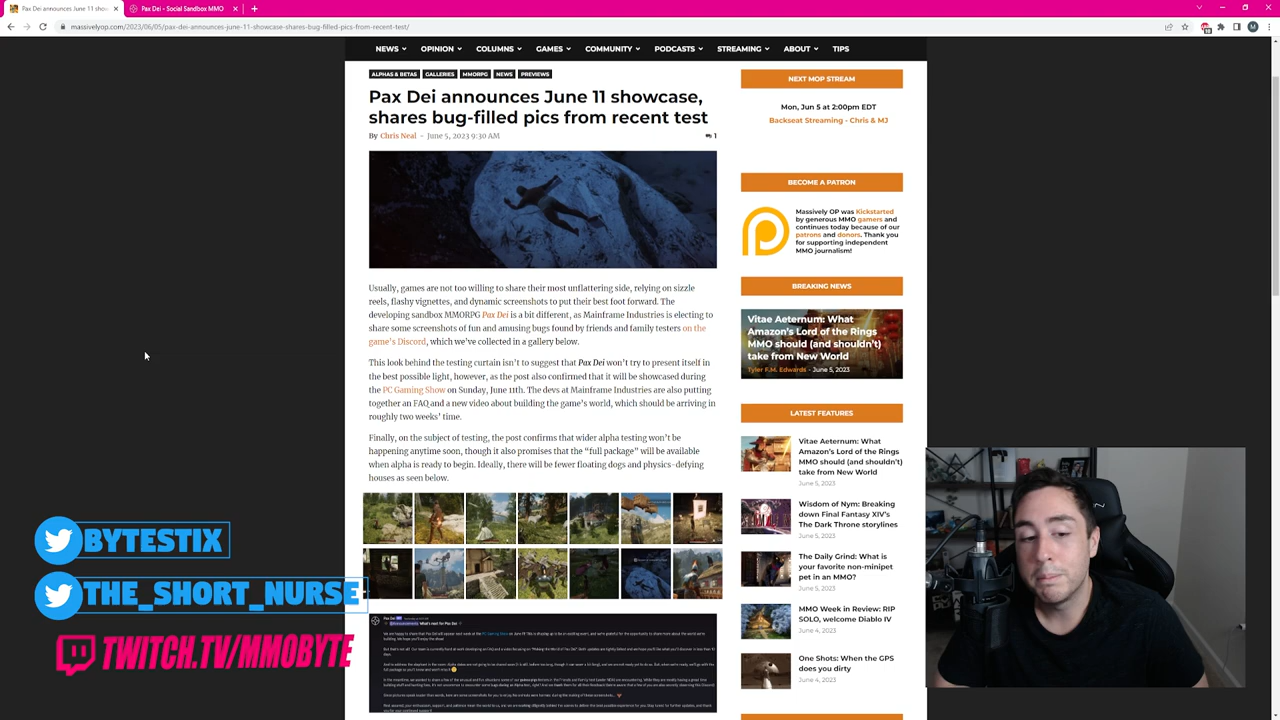 Pax Dei announces June 11 show
Pax Dei - Social Sandbox MMO
massivelyop.com/2023/06/05/pax-dei-announces-june-11-showcase-shares-bug-filled-pics-from-recent-test/
NEWS OPINION COLUMNS GAMES COMMUNITY PODCASTS STREAMING ABOUT TIPS
ALPHAS & BETAS GALLERIES MMORPG NEWS PREVIEWS
Pax Dei announces June 11 showcase,
shares bug-filled pics from recent test
By Chris Neal - June 5, 2023 9:30 AM 1
Usually, games are not too willing to share their most unflattering side, relying on sizzle
reels, flashy vignettes, and dynamic screenshots to put their best foot forward. The
developing sandbox MMORPG Pax Dei is a bit different, as Mainframe Industries is electing to
share some screenshots of fun and amusing bugs found by friends and family testers on the
game's Discord, which we've collected in a gallery below.
This look behind the testing curtain isn't to suggest that Pax Dei won't try to present itself in
the best possible light, however, as the post also confirmed that it will be showcased during
the PC Gaming Show on Sunday, June 11th. The devs at Mainframe Industries are also putting
together an FAQ and a new video about building the game's world, which should be arriving in
roughly two weeks' time.
Finally, on the subject of testing, the post confirms that wider alpha testing won't be
happening anytime soon, though it also promises that the "full package" will be available
when alpha is ready to begin. Ideally, there will be fewer floating dogs and physics-defying
houses as seen below.
NEXT MOP STREAM
Mon, Jun 5 at 2:00pm EDT
Backseat Streaming - Chris & MJ
BECOME A PATRON
Massively OP was Kickstarted
by generous MMO gamers and
continues today because of our
patrons and donors. Thank you
for supporting independent
MMO journalism!
BREAKING NEWS
Vitae Aeternum: What
Amazon's Lord of the Rings
MMO should (and shouldn't)
take from New World
Tyler F.M. Edwards - June 5, 2023
LATEST FEATURES
Vitae Aeternum: What
Amazon's Lord of the Rings
MMO should (and shouldn't)
take from New World
June 5, 2023
Wisdom of Nym: Breaking
down Final Fantasy XIV's
The Dark Throne storylines
June 5, 2023
The Daily Grind: What is
your favorite non-minipet
pet in an MMO?
June 5, 2023
MMO Week in Review: RIP
SOLO, welcome Diablo IV
June 4, 2023
One Shots: When the GPS
does you dirty
June 4, 2023
BYTESTIX
THE_SHORT_NURSE
TWITCH.TV/MMOBYTE